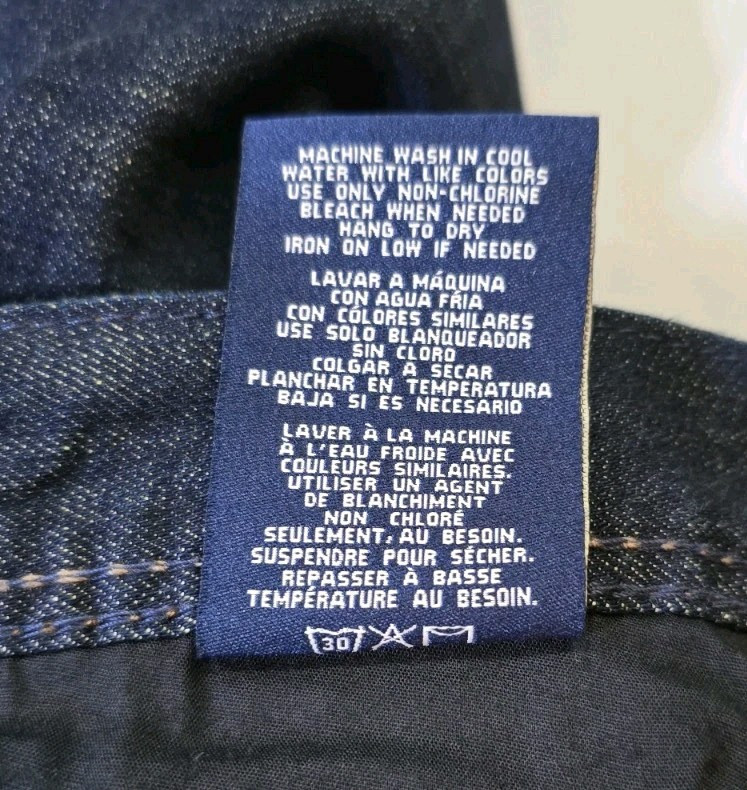 MACHINE WASH IN COOL
WATER WITH LIKE COLORS
USE ONLY NON-CHLORINE
BLEACH WHEN NEEDED
HANG TO DRY
IRON ON LOW IF NEEDED
LAVAR A MÁQUINA
CON AGUA FRÍA
CON COLORES SIMILARES
USE SOLO BLANQUEADOR
SIN CLORO
COLGAR A SECAR
PLANCHAR EN TEMPERATURA
BAJA SI ES NECESARIO
LAVER À LA MACHINE
À L'EAU FROIDE AVEC
COULEURS SIMILAIRES.
UTILISER UN AGENT
DE BLANCHIMENT
NON CHLORÉ
SEULEMENT, AU BESOIN.
SUSPENDRE POUR SÉCHER.
REPASSER À BASSE
TEMPÉRATURE AU BESOIN.
30